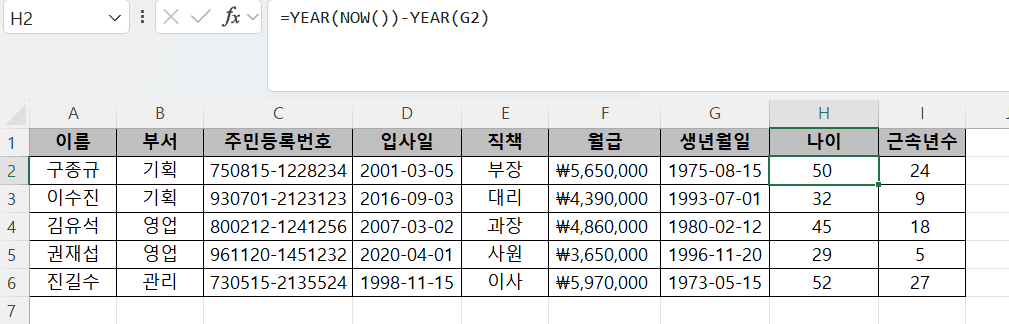 H2 fx =YEAR(NOW())-YEAR(G2)
A B C D E F G H I
1 이름 부서 주민등록번호 입사일 직책 월급 생년월일 나이 근속년수
2 구종규 기획 750815-1228234 2001-03-05 부장 ₩5,650,000 1975-08-15 50 24
3 이수진 기획 930701-2123123 2016-09-03 대리 ₩4,390,000 1993-07-01 32 9
4 김유석 영업 800212-1241256 2007-03-02 과장 ₩4,860,000 1980-02-12 45 18
5 권재섭 영업 961120-1451232 2020-04-01 사원 ₩3,650,000 1996-11-20 29 5
6 진길수 관리 730515-2135524 1998-11-15 이사 ₩5,970,000 1973-05-15 52 27
7